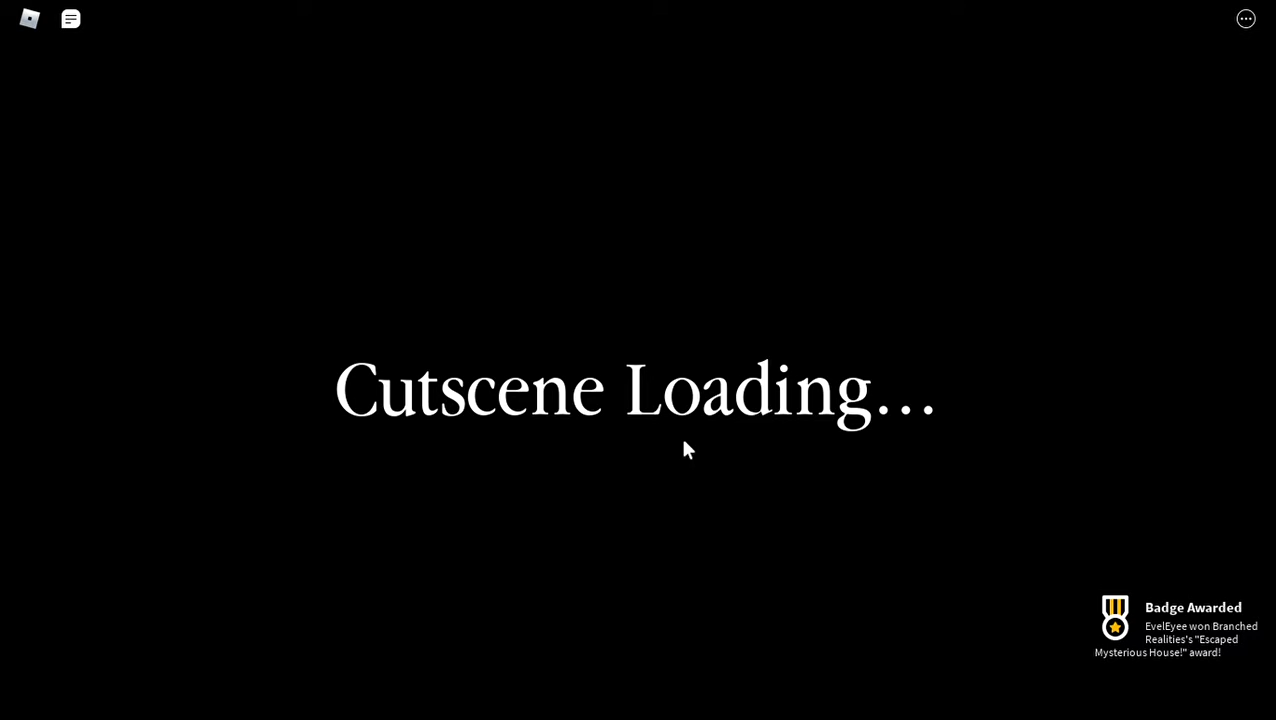 Cutscene Loading...
Badge Awarded
EvelEyee won Branched
Realities's "Escaped
Mysterious House!" award!